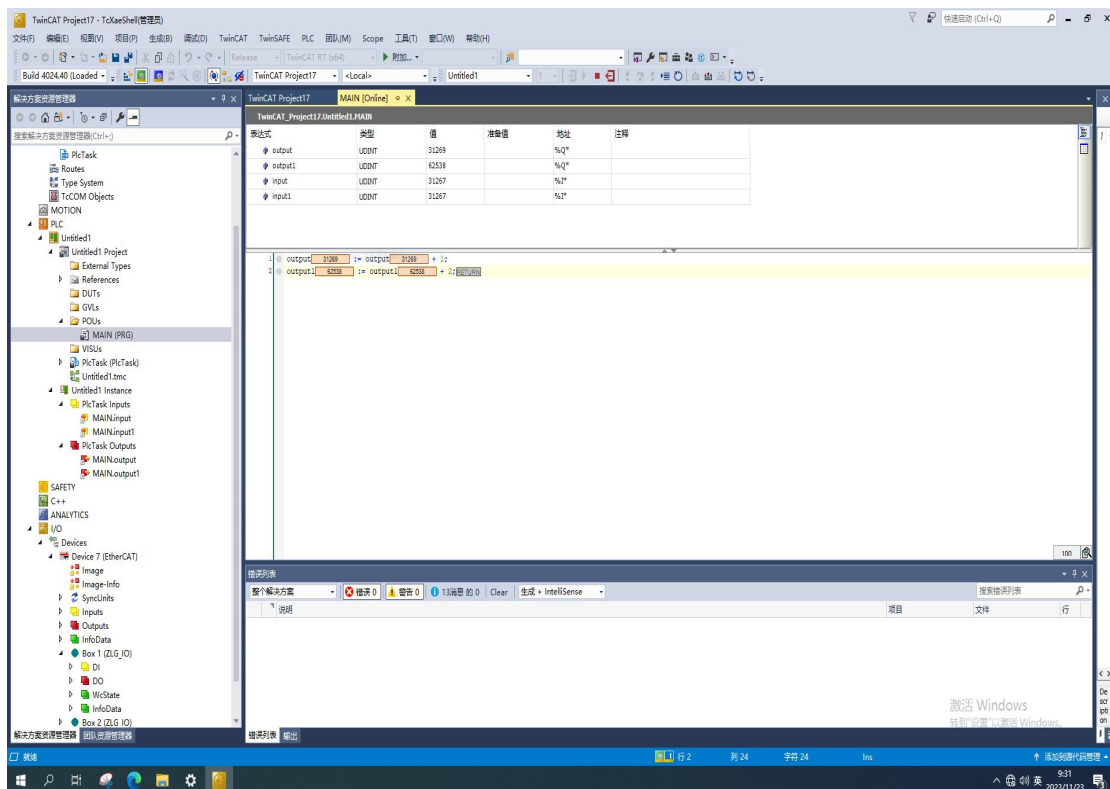 TwinCAT Project17 - TcXaeShell(管理员)
快速启动 (Ctrl+Q)
文件(F) 编辑(E) 视图(V) 项目(P) 生成(B) 调试(D) TwinCAT TwinSAFE PLC 团队(M) Scope 工具(T) 窗口(W) 帮助(H)
Release TwinCAT RT (x64) 附加...
Build 4024.40 (Loaded TwinCAT Project17 <Local> Untitled1 1
解决方案资源管理器
TwinCAT Project17 MAIN [Online]
搜索解决方案资源管理器(Ctrl+;)
PlcTask
Routes
Type System
TcCOM Objects
MOTION
PLC
Untitled1
Untitled1 Project
External Types
References
DUTs
GVLs
POUs
MAIN (PRG)
VISUs
PlcTask (PlcTask)
Untitled1.tmc
Untitled1 Instance
PlcTask Inputs
MAIN.input
MAIN.input1
PlcTask Outputs
MAIN.output
MAIN.output1
SAFETY
C++
ANALYTICS
I/O
Devices
Device 7 (EtherCAT)
Image
Image-Info
SyncUnits
Inputs
Outputs
InfoData
Box 1 (ZLG_IO)
DI
DO
WcState
InfoData
Box 2 (ZLG IO)
解决方案资源管理器 团队资源管理器
TwinCAT_Project17.Untitled1.MAIN
表达式 类型 值 准备值 地址 注释
output UDINT 31269 %Q*
output1 UDINT 62538 %Q*
input UDINT 31267 %I*
input1 UDINT 31267 %I*
1 output 31269 := output 31269 + 1;
2 output1 62538 := output1 62538 + 2;RETURN
100
错误列表
整个解决方案 错误 0 警告 0 13消息 的 0 Clear 生成 + IntelliSense 搜索错误列表
说明 项目 文件 行
De
scr
ipti
on
激活 Windows
转到"设置"以激活 Windows。
错误列表 输出
就绪 行 2 列 24 字符 24 Ins 添加到源代码管理
英 9:31
2023/11/23